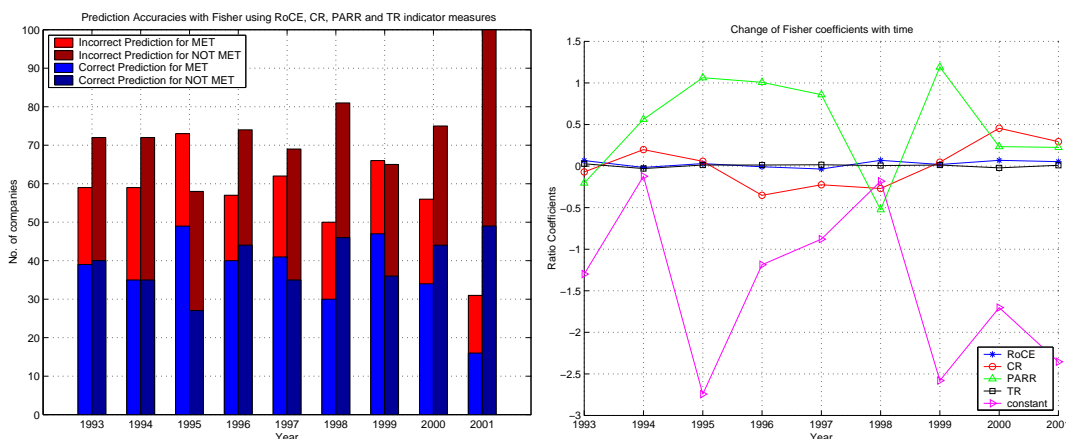 Prediction Accuracies with Fisher using RoCE, CR, PARR and TR indicator measures
100
90
80
70
60
50
40
30
20
10
0
No. of companies
Incorrect Prediction for MET
Incorrect Prediction for NOT MET
Correct Prediction for MET
Correct Prediction for NOT MET
1993 1994 1995 1996 1997 1998 1999 2000 2001
Year
Change of Fisher coefficients with time
1.5
1
0.5
0
−0.5
−1
−1.5
−2
−2.5
−3
Ratio Coefficients
RoCE
CR
PARR
TR
constant
1993 1994 1995 1996 1997 1998 1999 2000 2001
Year